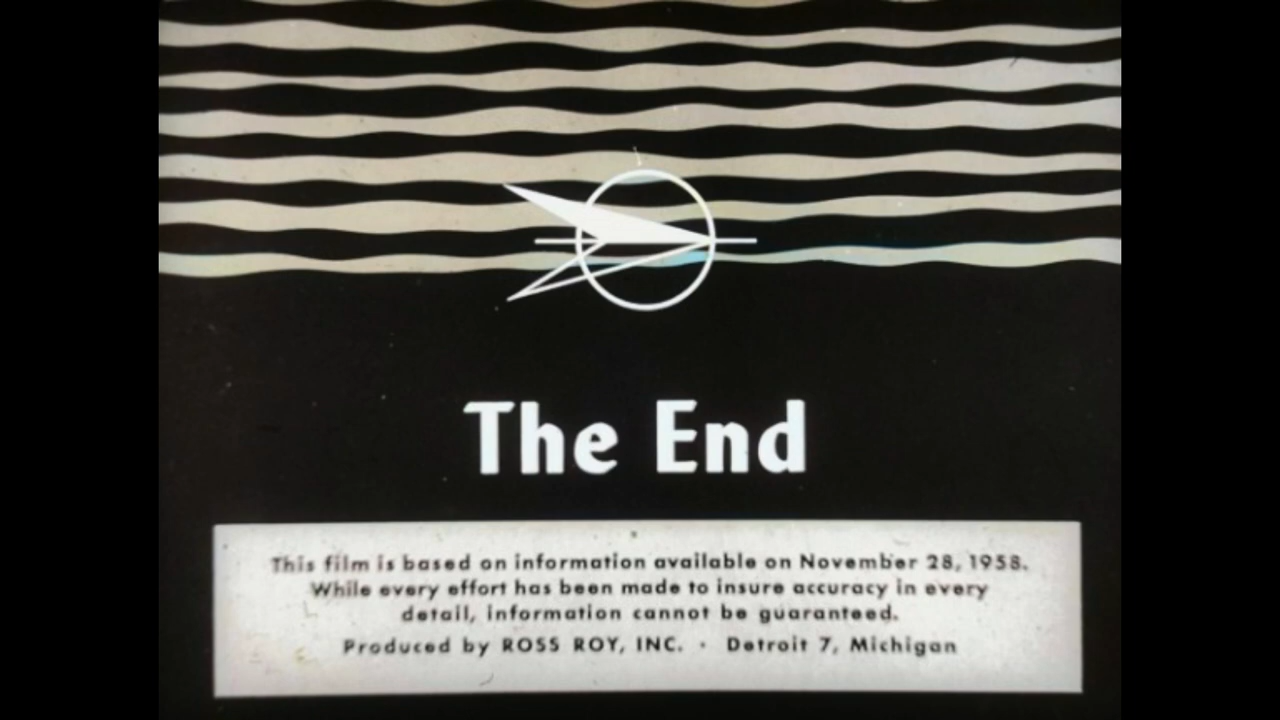 The End
This film is based on information available on November 28, 1958.
While every effort has been made to insure accuracy in every
detail, information cannot be guaranteed.
Produced by ROSS ROY, INC. · Detroit 7, Michigan